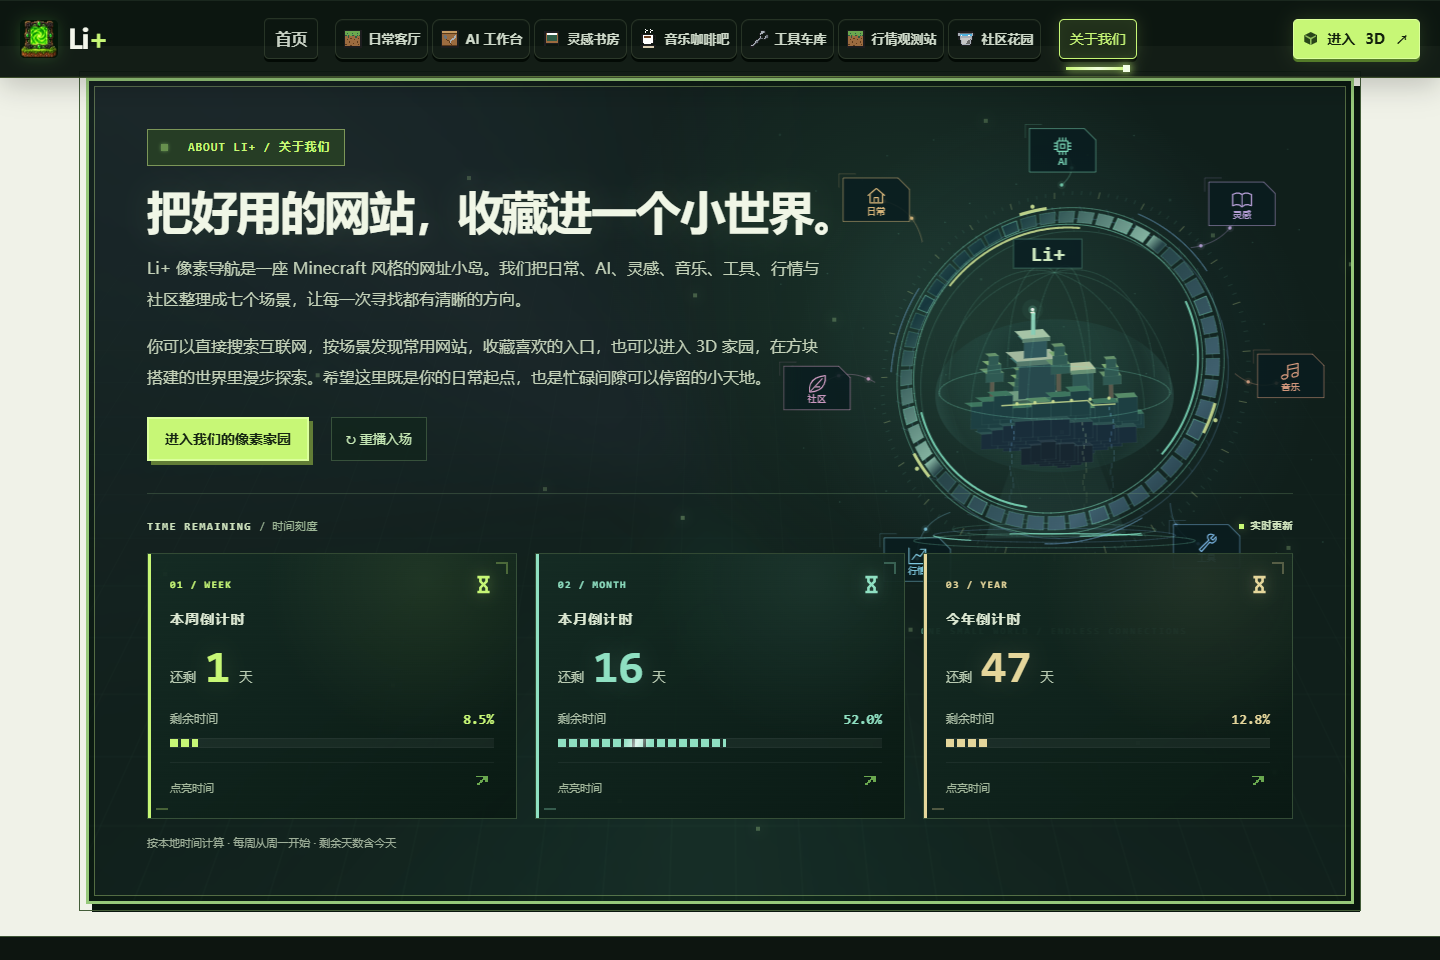 Li+
首页
日常客厅
AI 工作台
灵感书房
音乐咖啡吧
工具车库
行情观测站
社区花园
关于我们
进入 3D ↗
ABOUT LI+ / 关于我们
把好用的网站，收藏进一个小世界。
Li+ 像素导航是一座 Minecraft 风格的网址小岛。我们把日常、AI、灵感、音乐、工具、行情与
社区整理成七个场景，让每一次寻找都有清晰的方向。
你可以直接搜索互联网，按场景发现常用网站，收藏喜欢的入口，也可以进入 3D 家园，在方块
搭建的世界里漫步探索。希望这里既是你的日常起点，也是忙碌间隙可以停留的小天地。
进入我们的像素家园
↻ 重播入场
AI
日常
灵感
Li+
音乐
社区
行情
TIME REMAINING / 时间刻度
实时更新
01 / WEEK
本周倒计时
还剩 1 天
剩余时间
8.5%
点亮时间
02 / MONTH
本月倒计时
还剩 16 天
剩余时间
52.0%
点亮时间
03 / YEAR
今年倒计时
还剩 47 天
剩余时间
12.8%
点亮时间
按本地时间计算 · 每周从周一开始 · 剩余天数含今天